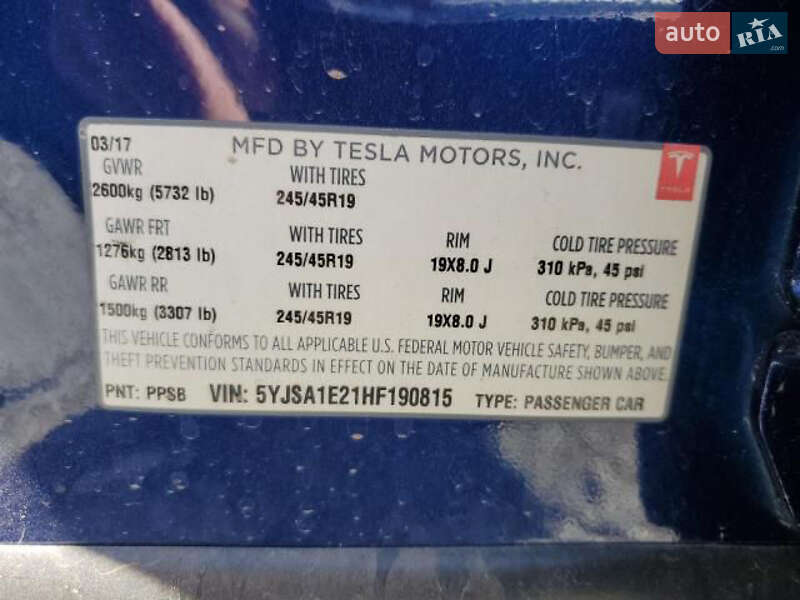 auto RIA .com
03/17 MFD BY TESLA MOTORS, INC.
GVWR WITH TIRES
2600kg (5732 lb) 245/45R19
TESLA
GAWR FRT WITH TIRES RIM COLD TIRE PRESSURE
1276kg (2813 lb) 245/45R19 19X8.0 J 310 kPa, 45 psi
GAWR RR WITH TIRES RIM COLD TIRE PRESSURE
1500kg (3307 lb) 245/45R19 19X8.0 J 310 kPa, 45 psi
THIS VEHICLE CONFORMS TO ALL APPLICABLE U.S. FEDERAL MOTOR VEHICLE SAFETY, BUMPER, AND
THEFT PREVENTION STANDARDS IN EFFECT ON THE DATE OF MANUFACTURE SHOWN ABOVE.
PNT: PPSB VIN: 5YJSA1E21HF190815 TYPE: PASSENGER CAR